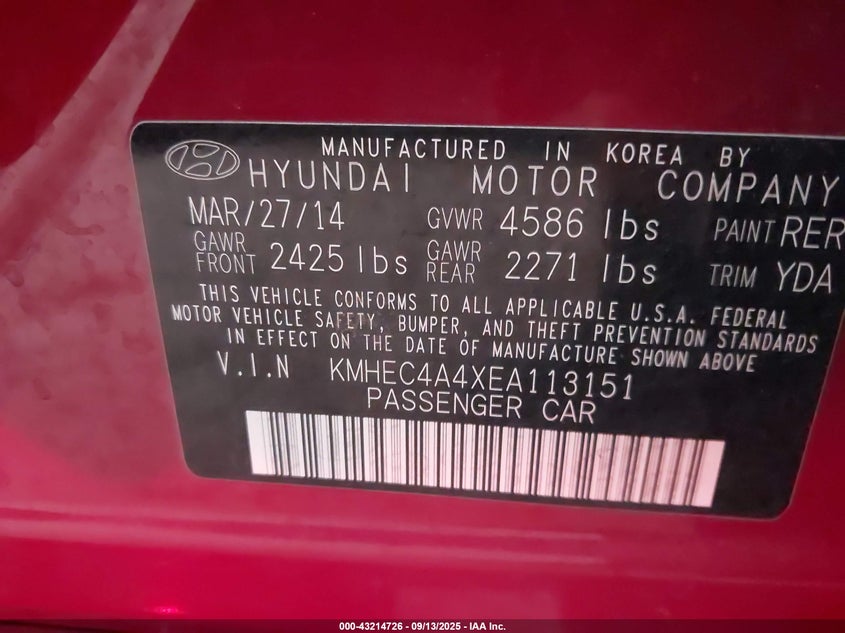 MANUFACTURED IN KOREA BY
HYUNDAI MOTOR COMPANY
MAR/27/14 GVWR 4586 lbs PAINT RER
GAWR FRONT 2425 lbs GAWR REAR 2271 lbs TRIM YDA
THIS VEHICLE CONFORMS TO ALL APPLICABLE U.S.A. FEDERAL
MOTOR VEHICLE SAFETY, BUMPER, AND THEFT PREVENTION STANDARDS
IN EFFECT ON THE DATE OF MANUFACTURE SHOWN ABOVE
V.I.N KMHEC4A4XEA113151
PASSENGER CAR
000-43214726 - 09/13/2025 - IAA Inc.